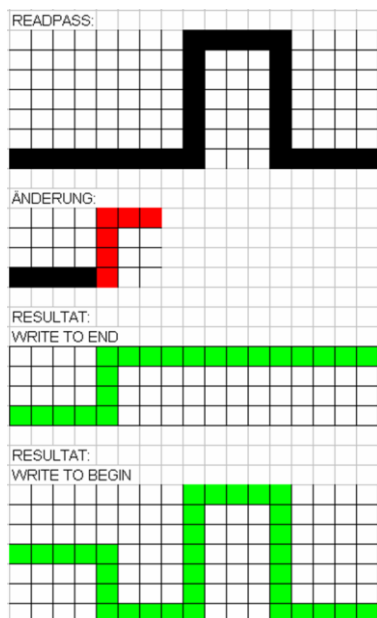 READPASS:
ÄNDERUNG:
RESULTAT:
WRITE TO END
RESULTAT:
WRITE TO BEGIN